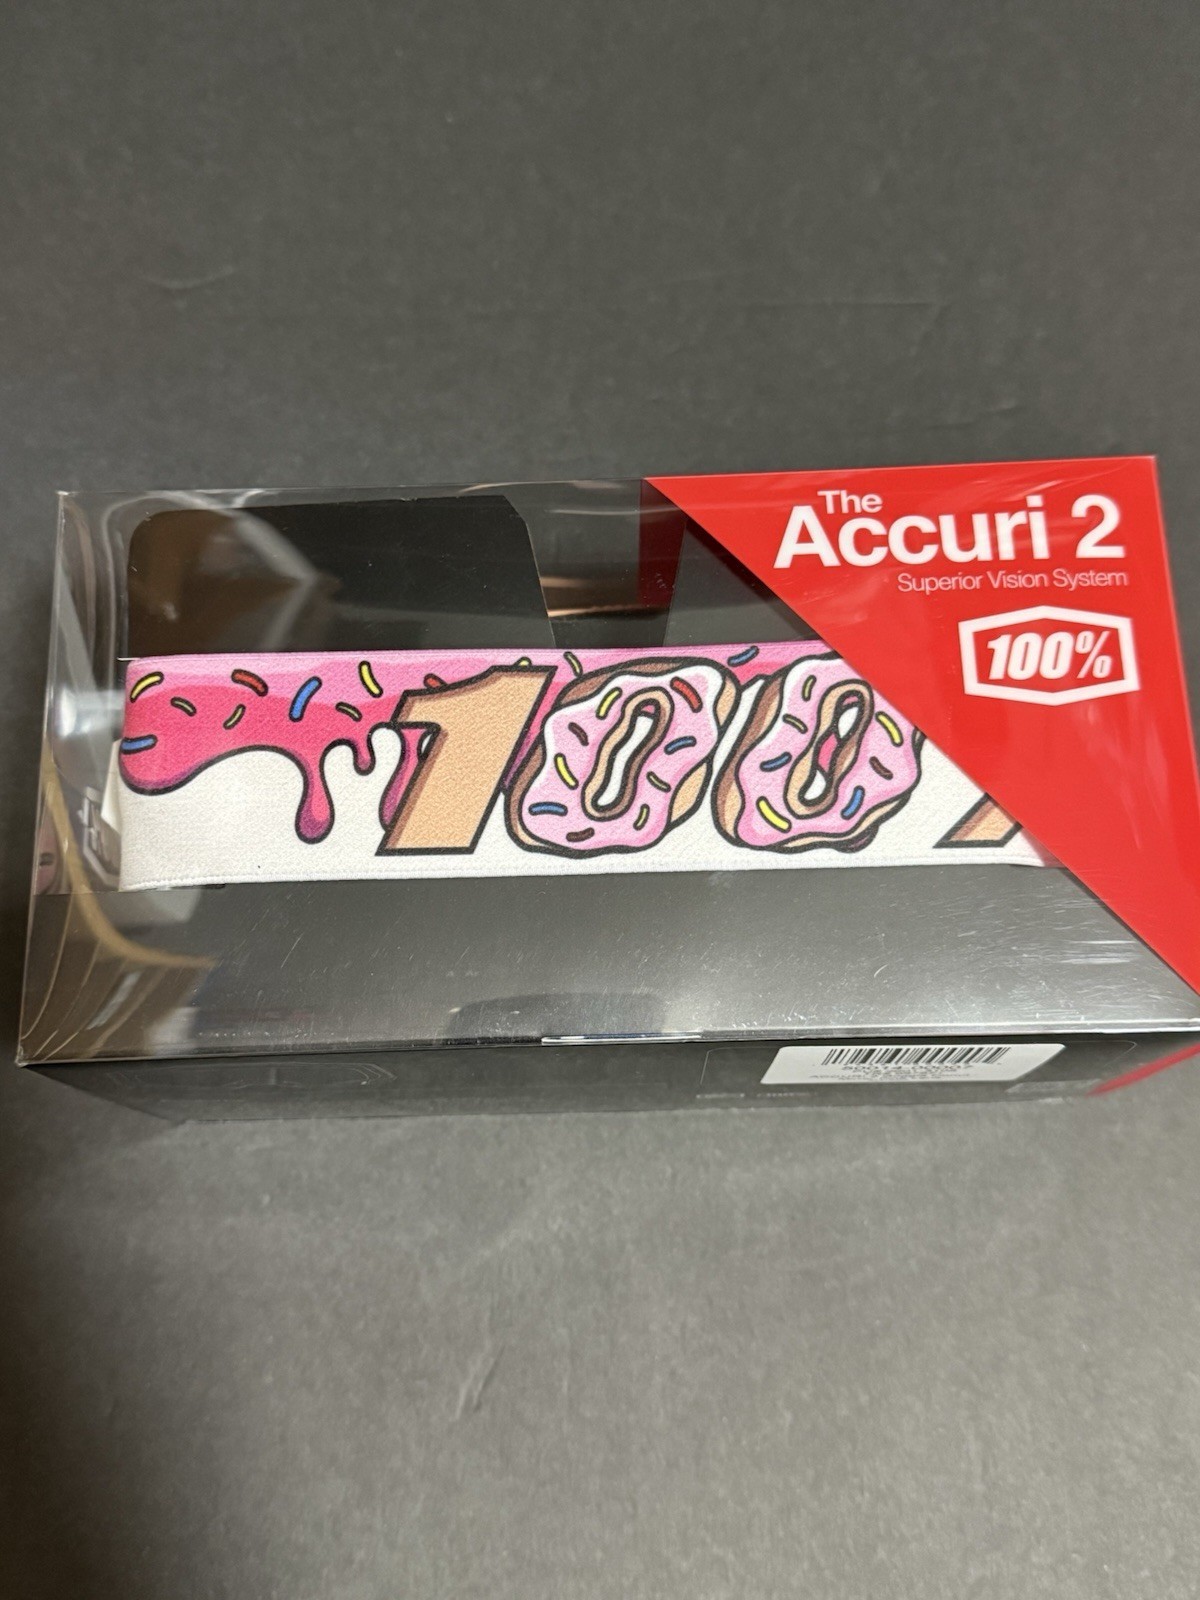 The
Accuri 2
Superior Vision System
100%
100%